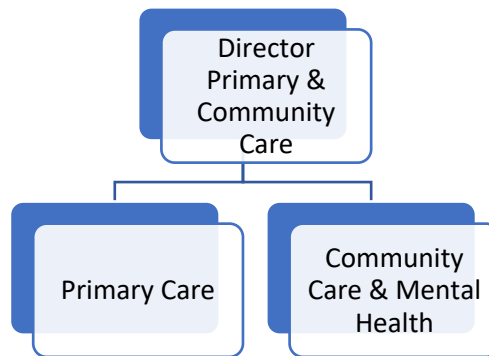 Director
Primary &
Community
Care
Primary Care
Community
Care & Mental
Health